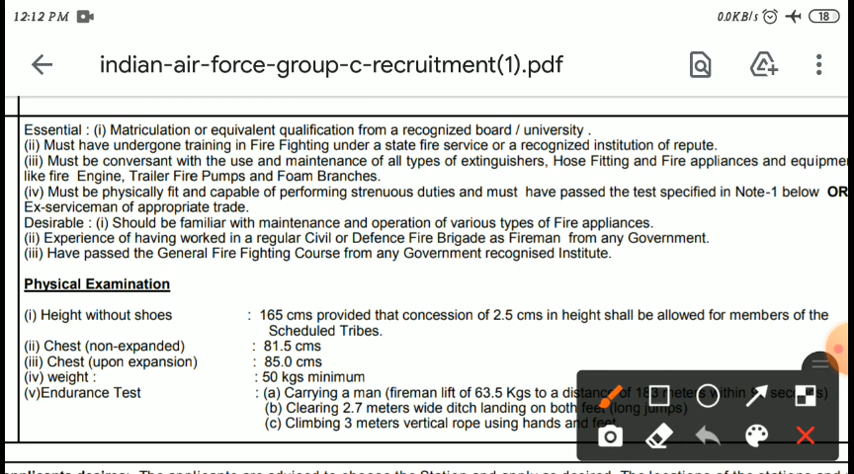 12:12 PM 0.0KB/s 18
indian-air-force-group-c-recruitment(1).pdf
Essential : (i) Matriculation or equivalent qualification from a recognized board / university .
(ii) Must have undergone training in Fire Fighting under a state fire service or a recognized institution of repute.
(iii) Must be conversant with the use and maintenance of all types of extinguishers, Hose Fitting and Fire appliances and equipme
like fire Engine, Trailer Fire Pumps and Foam Branches.
(iv) Must be physically fit and capable of performing strenuous duties and must have passed the test specified in Note-1 below OR
Ex-serviceman of appropriate trade.
Desirable : (i) Should be familiar with maintenance and operation of various types of Fire appliances.
(ii) Experience of having worked in a regular Civil or Defence Fire Brigade as Fireman from any Government.
(iii) Have passed the General Fire Fighting Course from any Government recognised Institute.
Physical Examination
(i) Height without shoes : 165 cms provided that concession of 2.5 cms in height shall be allowed for members of the
Scheduled Tribes.
(ii) Chest (non-expanded) : 81.5 cms
(iii) Chest (upon expansion) : 85.0 cms
(iv) weight : : 50 kgs minimum
(v)Endurance Test : (a) Carrying a man (fireman lift of 63.5 Kgs to a distance of 183 meters within
(b) Clearing 2.7 meters wide ditch landing on both feet (long jumps)
(c) Climbing 3 meters vertical rope using hands and feet